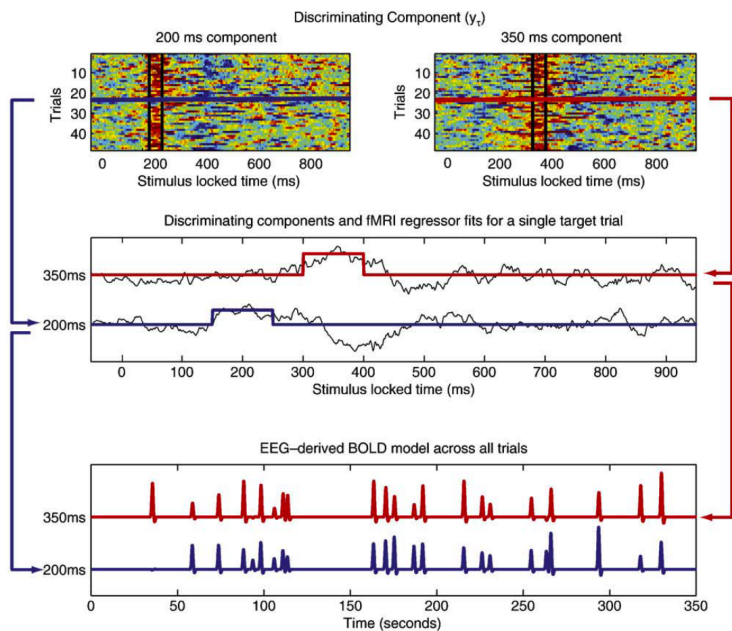 Discriminating Component (yτ)
200 ms component
350 ms component
Trials
10
20
30
40
0 200 400 600 800
Stimulus locked time (ms)
10
20
30
40
0 200 400 600 800
Stimulus locked time (ms)
Discriminating components and fMRI regressor fits for a single target trial
350ms
200ms
0 100 200 300 400 500 600 700 800 900
Stimulus locked time (ms)
EEG–derived BOLD model across all trials
350ms
200ms
0 50 100 150 200 250 300 350
Time (seconds)